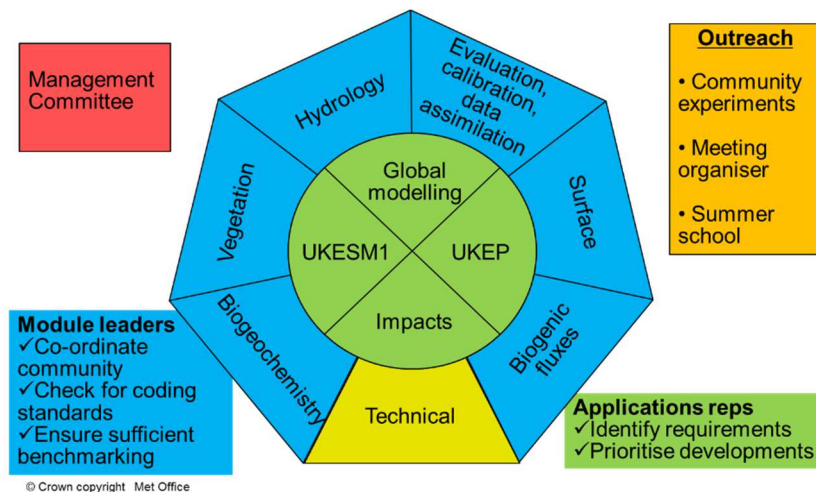 Management
Committee
Hydrology
Evaluation,
calibration,
data
assimilation
Outreach
• Community
experiments
• Meeting
organiser
• Summer
school
Vegetation
Global
modelling
Surface
UKESM1
UKEP
Impacts
Biogeochemistry
Technical
Biogenic
fluxes
Module leaders
✓Co-ordinate
community
✓Check for coding
standards
✓Ensure sufficient
benchmarking
Applications reps
✓Identify requirements
✓Prioritise developments
© Crown copyright Met Office